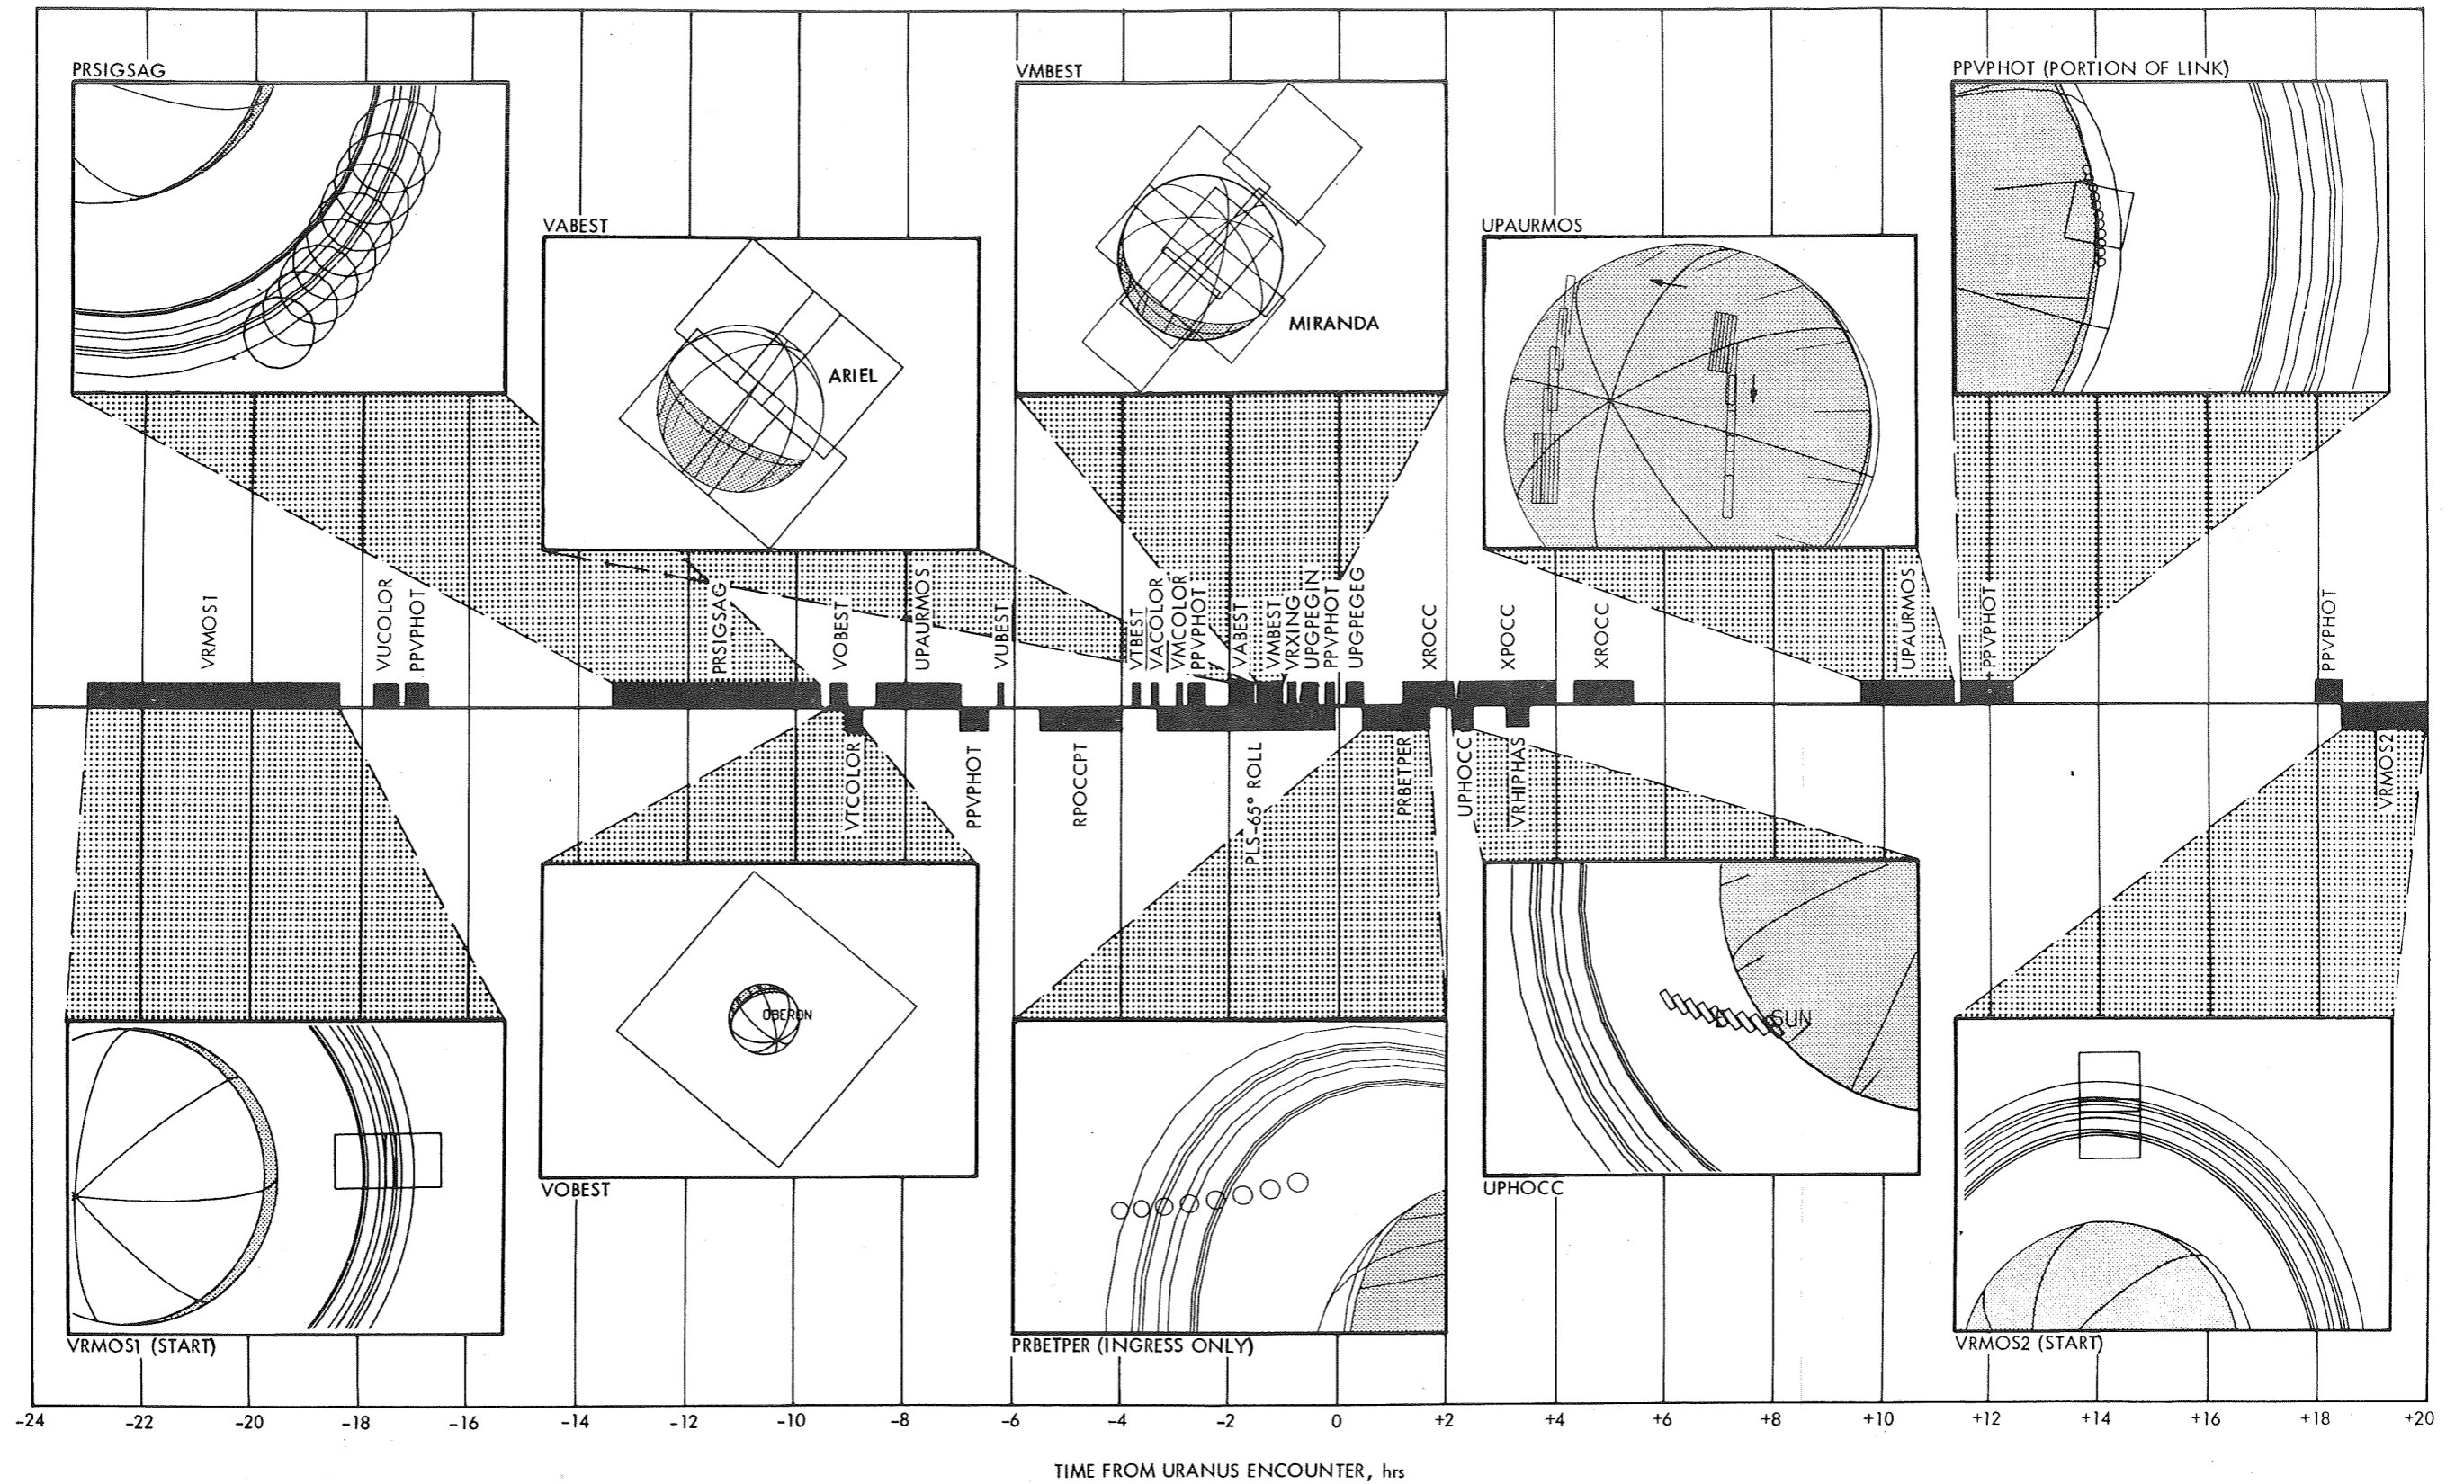 PRSIGSAG
VMBEST
PPVPHOT (PORTION OF LINK)
VABEST
UPAURMOS
ARIEL
MIRANDA
VRMOS1
VUCOLOR
PPVPHOT
PRSIGSAG
VOBEST
UPAURMOS
VUBEST
VTBEST
VACOLOR
VMCOLOR
PPVPHOT
VABEST
VMBEST
VRXING
UPGPEGIN
PPVPHOT
UPGPEGEG
XROCC
XPOCC
XROCC
UPAURMOS
PPVPHOT
PPVPHOT
VTCOLOR
PPVPHOT
RPOCCPT
PLS-65° ROLL
PRBETPER
UPHOCC
VRHIPHAS
VRMOS2
OBERON
SUN
VOBEST
UPHOCC
VRMOS1 (START)
PRBETPER (INGRESS ONLY)
VRMOS2 (START)
-24 -22 -20 -18 -16 -14 -12 -10 -8 -6 -4 -2 0 +2 +4 +6 +8 +10 +12 +14 +16 +18 +20
TIME FROM URANUS ENCOUNTER, hrs